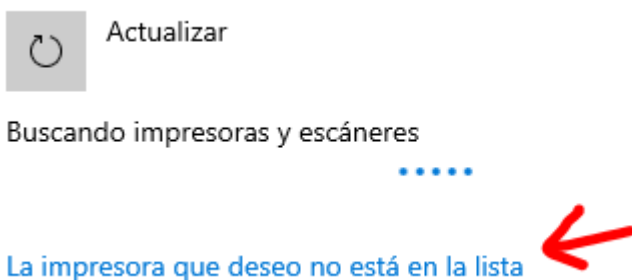 Actualizar
Buscando impresoras y escáneres
La impresora que deseo no está en la lista